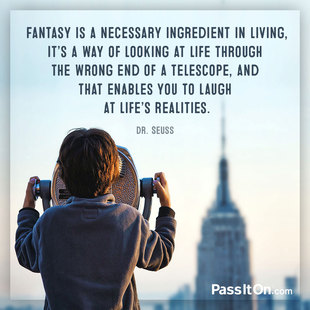 FANTASY IS A NECESSARY INGREDIENT IN LIVING,
IT'S A WAY OF LOOKING AT LIFE THROUGH
THE WRONG END OF A TELESCOPE, AND
THAT ENABLES YOU TO LAUGH
AT LIFE'S REALITIES.
DR. SEUSS
PassItOn.com